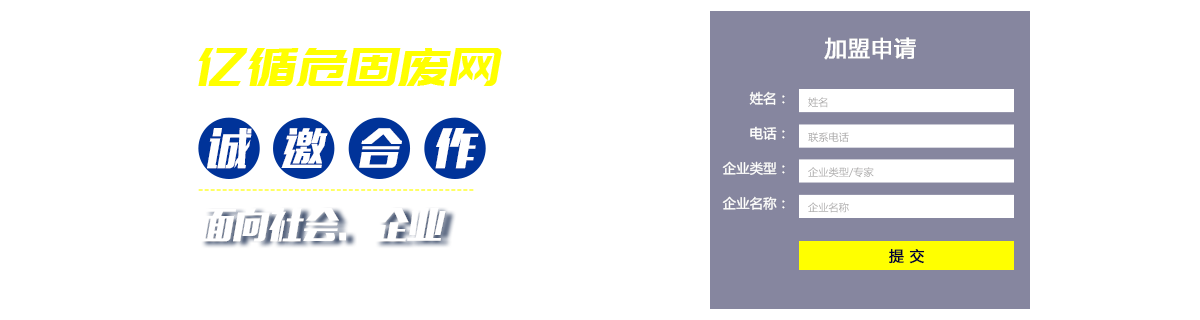 亿循危固废网
诚邀合作
面向社会、企业
加盟申请
姓名： 姓名
电话： 联系电话
企业类型： 企业类型/专家
企业名称： 企业名称
提 交